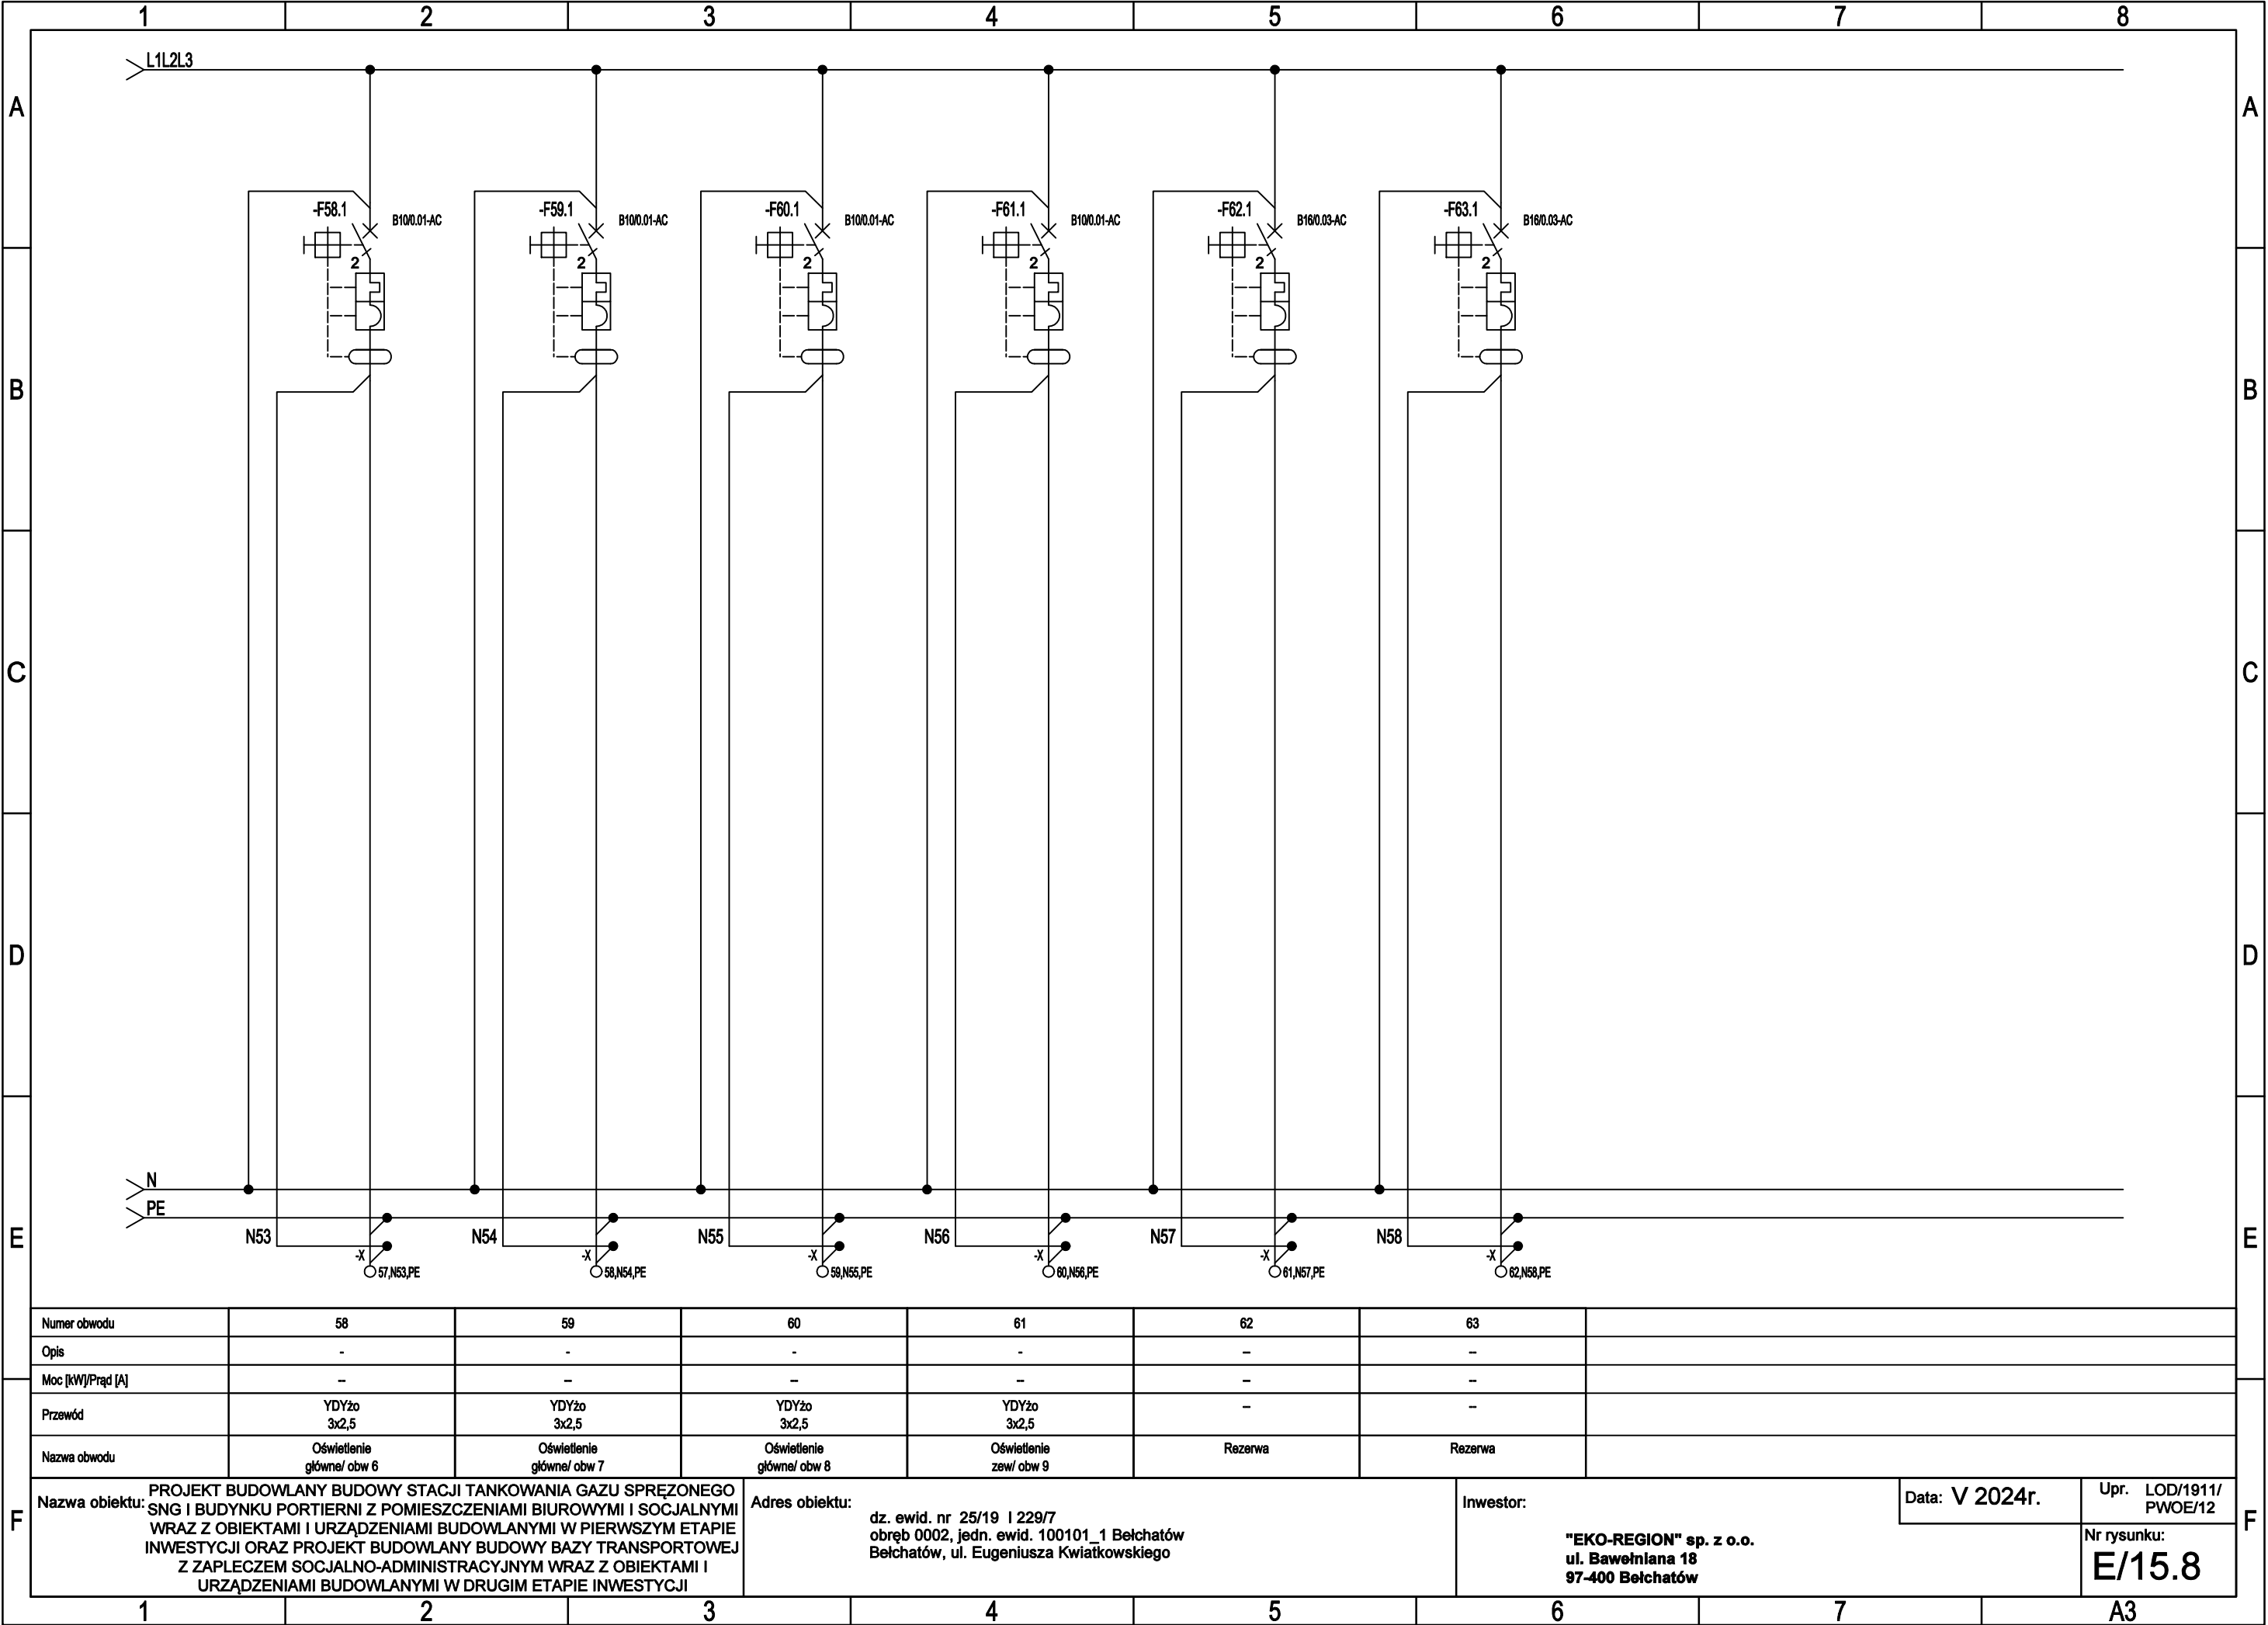 1 2 3 4 5 6 7 8
L1L2L3
A A
-F58.1 B10/0.01-AC -F59.1 B10/0.01-AC -F60.1 B10/0.01-AC -F61.1 B10/0.01-AC -F62.1 B16/0.03-AC -F63.1 B16/0.03-AC
2 2 2 2 2 2
B B
C C
D D
N
PE
E N53 N54 N55 N56 N57 N58 E
-X -X -X -X -X -X
57,N53,PE 58,N54,PE 59,N55,PE 60,N56,PE 61,N57,PE 62,N58,PE
Numer obwodu 58 59 60 61 62 63
Opis - - - - – –
Moc [kW]/Prąd [A] – – – – – –
Przewód YDYżo YDYżo YDYżo YDYżo – –
3x2,5 3x2,5 3x2,5 3x2,5
Nazwa obwodu Oświetlenie Oświetlenie Oświetlenie Oświetlenie Rezerwa Rezerwa
główne/ obw 6 główne/ obw 7 główne/ obw 8 zew/ obw 9
F F
Nazwa obiektu: PROJEKT BUDOWLANY BUDOWY STACJI TANKOWANIA GAZU SPRĘZONEGO
SNG I BUDYNKU PORTIERNI Z POMIESZCZENIAMI BIUROWYMI I SOCJALNYMI
WRAZ Z OBIEKTAMI I URZĄDZENIAMI BUDOWLANYMI W PIERWSZYM ETAPIE
INWESTYCJI ORAZ PROJEKT BUDOWLANY BUDOWY BAZY TRANSPORTOWEJ
Z ZAPLECZEM SOCJALNO-ADMINISTRACYJNYM WRAZ Z OBIEKTAMI I
URZĄDZENIAMI BUDOWLANYMI W DRUGIM ETAPIE INWESTYCJI
Adres obiektu:
dz. ewid. nr 25/19 I 229/7
obręb 0002, jedn. ewid. 100101_1 Bełchatów
Bełchatów, ul. Eugeniusza Kwiatkowskiego
Inwestor:
"EKO-REGION" sp. z o.o.
ul. Bawełniana 18
97-400 Bełchatów
Data: V 2024r.
Upr. LOD/1911/
PWOE/12
Nr rysunku:
E/15.8
1 2 3 4 5 6 7 A3